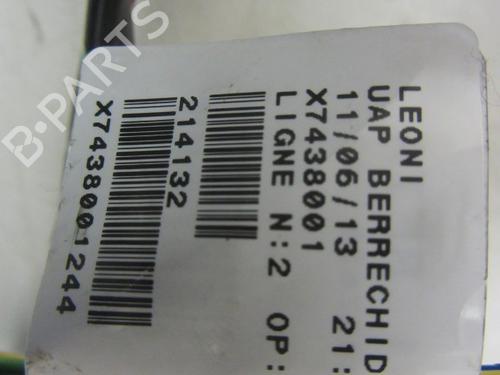 LEONI
UAP BERRECHID
11/06/13 21:
X7438001
LIGNE N:2 OP:
214132
X7438001244
B-PARTS